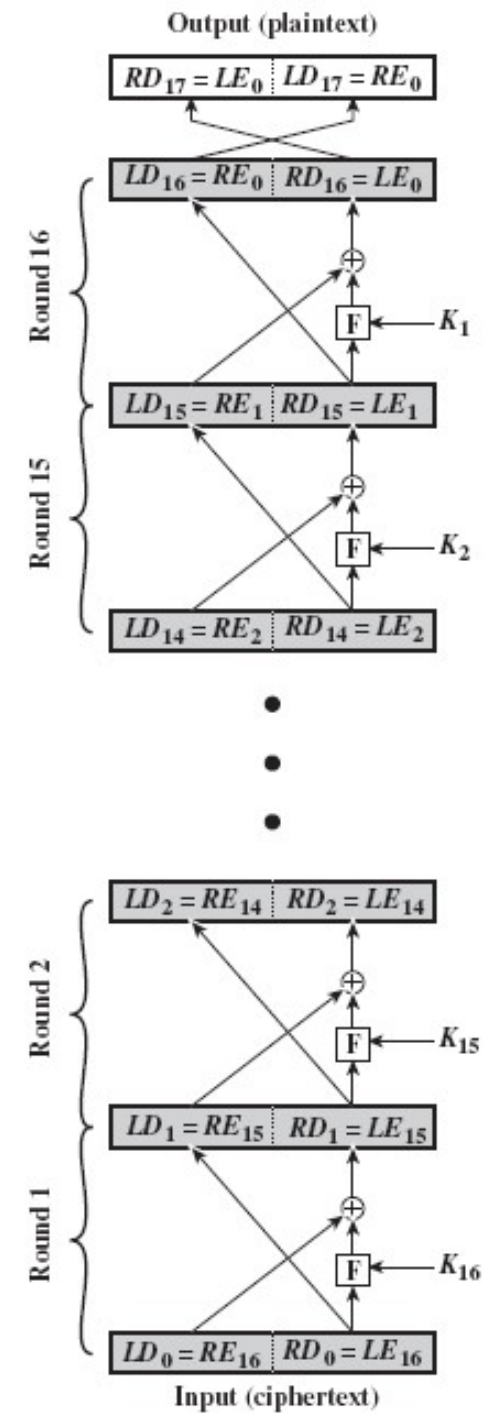 Output (plaintext)
RD₁₇ = LE₀ LD₁₇ = RE₀
LD₁₆ = RE₀ RD₁₆ = LE₀
Round 16
F
K₁
LD₁₅ = RE₁ RD₁₅ = LE₁
Round 15
F
K₂
LD₁₄ = RE₂ RD₁₄ = LE₂
LD₂ = RE₁₄ RD₂ = LE₁₄
Round 2
F
K₁₅
LD₁ = RE₁₅ RD₁ = LE₁₅
Round 1
F
K₁₆
LD₀ = RE₁₆ RD₀ = LE₁₆
Input (ciphertext)